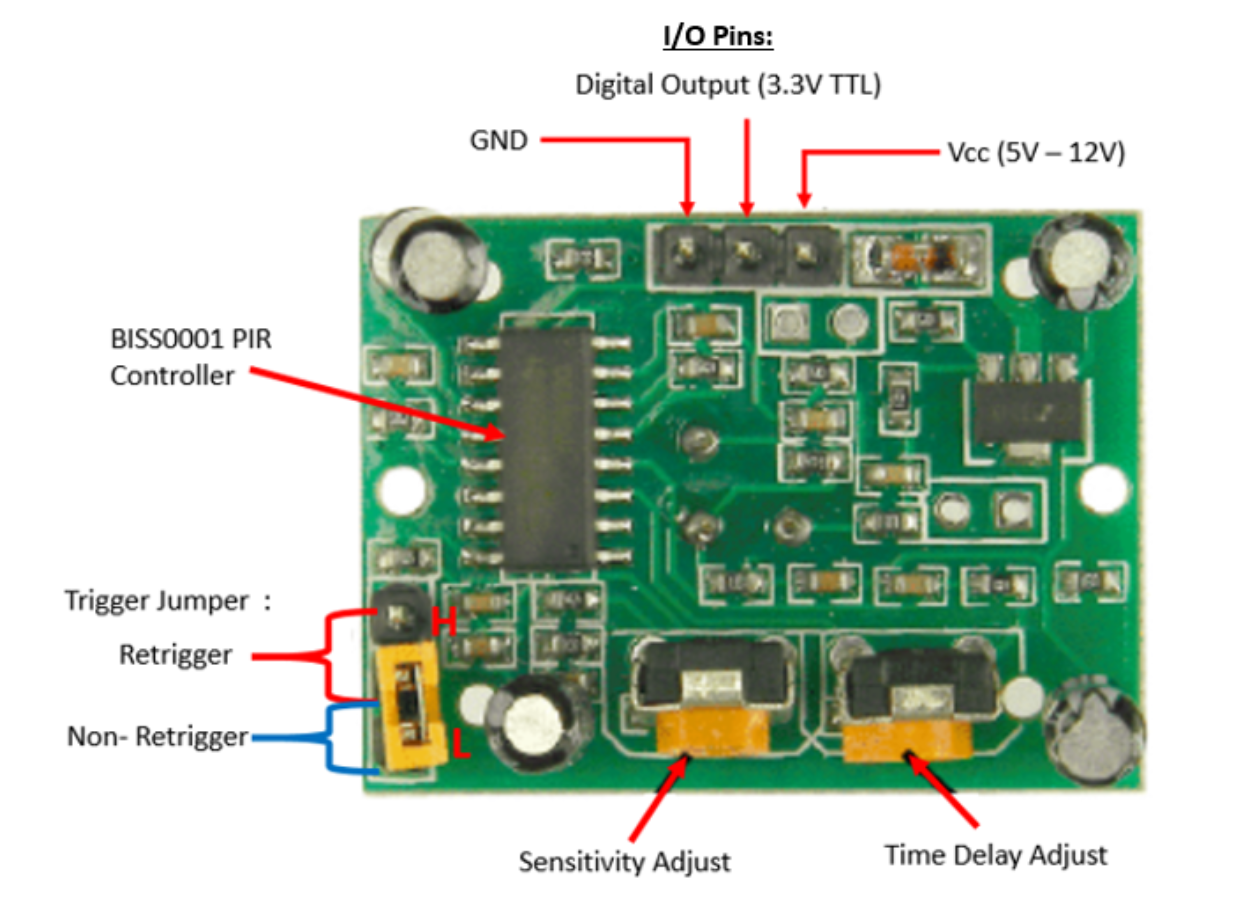 I/O Pins:
Digital Output (3.3V TTL)
GND
Vcc (5V – 12V)
BISS0001 PIR
Controller
Trigger Jumper :
H
Retrigger
Non- Retrigger
L
Sensitivity Adjust
Time Delay Adjust